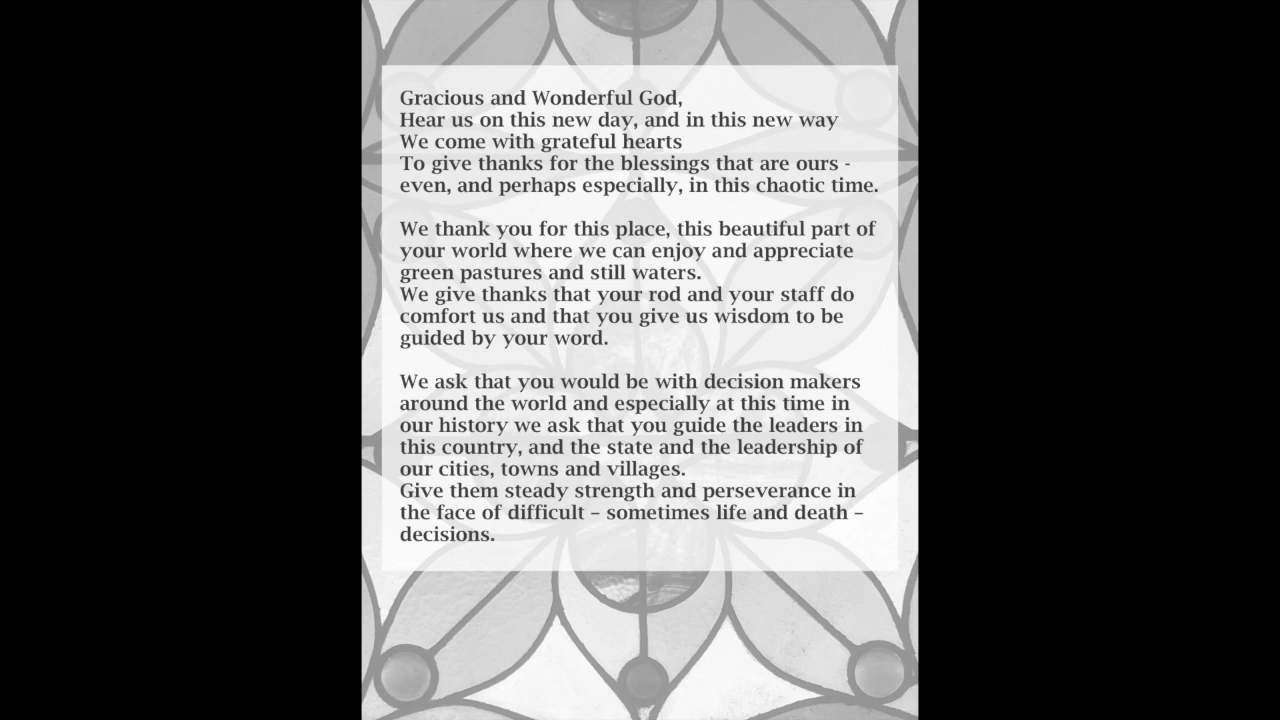 Gracious and Wonderful God,
Hear us on this new day, and in this new way
We come with grateful hearts
To give thanks for the blessings that are ours -
even, and perhaps especially, in this chaotic time.

We thank you for this place, this beautiful part of
your world where we can enjoy and appreciate
green pastures and still waters.
We give thanks that your rod and your staff do
comfort us and that you give us wisdom to be
guided by your word.

We ask that you would be with decision makers
around the world and especially at this time in
our history we ask that you guide the leaders in
this country, and the state and the leadership of
our cities, towns and villages.
Give them steady strength and perseverance in
the face of difficult – sometimes life and death –
decisions.